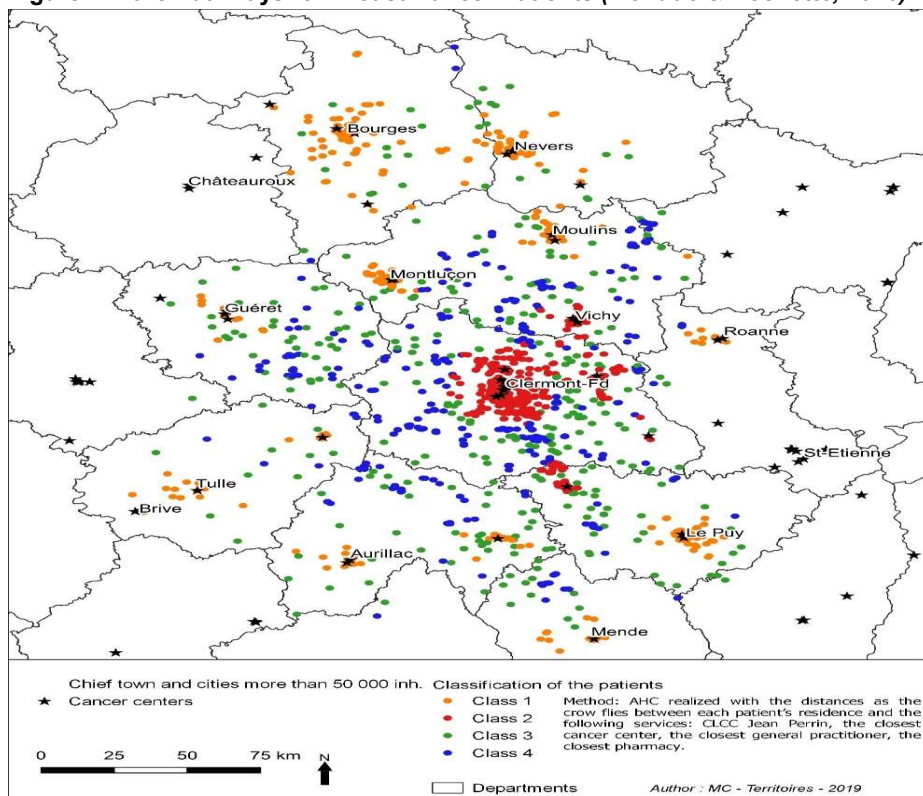 Bourges
Nevers
Châteauroux
Moulins
Montluçon
Guéret
Vichy
Roanne
Clermont-Fd
St-Etienne
Tulle
Brive
Le Puy
Aurillac
Mende
Chief town and cities more than 50 000 inh.
Cancer centers
0 25 50 75 km
N
Classification of the patients
Class 1
Class 2
Class 3
Class 4
Method: AHC realized with the distances as the
crow flies between each patient's residence and the
following services: CLCC Jean Perrin, the closest
cancer center, the closest general practitioner, the
closest pharmacy.
Departments
Author : MC - Territoires - 2019